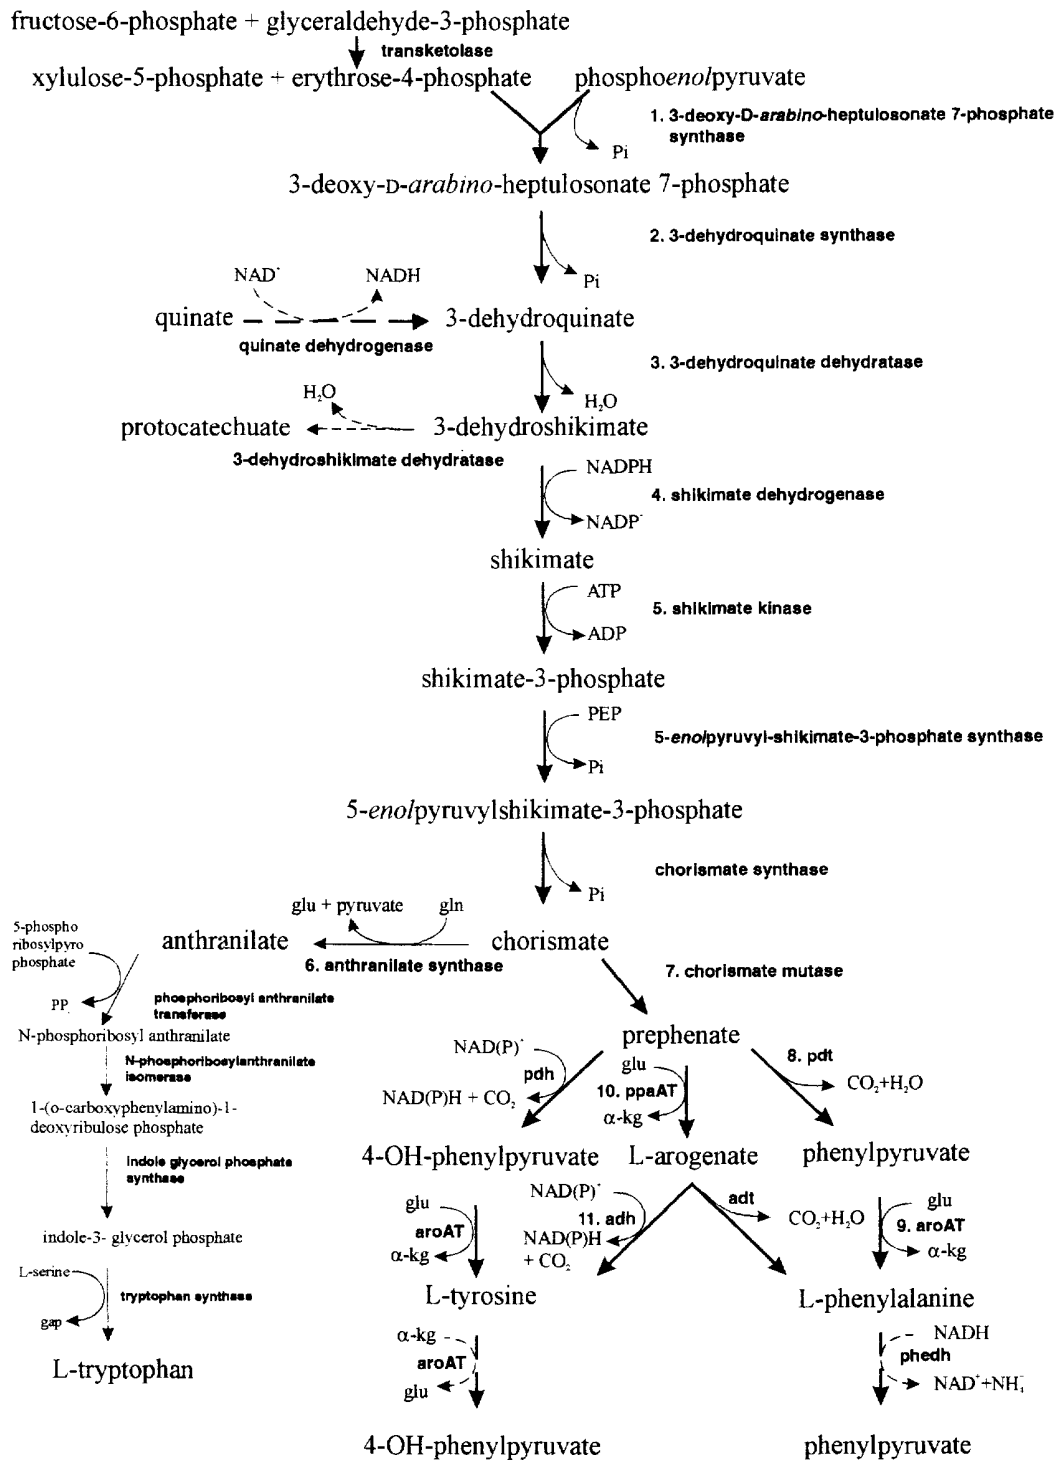 fructose-6-phosphate + glyceraldehyde-3-phosphate
transketolase
xylulose-5-phosphate + erythrose-4-phosphate
phosphoenolpyruvate
1. 3-deoxy-D-arabino-heptulosonate 7-phosphate
synthase
Pi
3-deoxy-D-arabino-heptulosonate 7-phosphate
2. 3-dehydroquinate synthase
Pi
NAD+
NADH
quinate
3-dehydroquinate
quinate dehydrogenase
3. 3-dehydroquinate dehydratase
H₂O
H₂O
protocatechuate
3-dehydroshikimate
3-dehydroshikimate dehydratase
NADPH
4. shikimate dehydrogenase
NADP+
shikimate
ATP
5. shikimate kinase
ADP
shikimate-3-phosphate
PEP
5-enolpyruvyl-shikimate-3-phosphate synthase
Pi
5-enolpyruvylshikimate-3-phosphate
chorismate synthase
Pi
glu + pyruvate
gln
5-phospho
ribosylpyro
phosphate
anthranilate
chorismate
6. anthranilate synthase
7. chorismate mutase
PP
phosphoribosyl anthranilate
transferase
N-phosphoribosyl anthranilate
prephenate
NAD(P)+
glu
8. pdt
N-phosphoribosylanthranilate
isomerase
pdh
10. ppaAT
CO₂+H₂O
NAD(P)H + CO₂
α-kg
1-(o-carboxyphenylamino)-1-
deoxyribulose phosphate
4-OH-phenylpyruvate
L-arogenate
phenylpyruvate
indole glycerol phosphate
synthase
glu
NAD(P)+
adt
glu
aroAT
11. adh
CO₂+H₂O
9. aroAT
α-kg
NAD(P)H
+ CO₂
α-kg
indole-3- glycerol phosphate
L-serine
tryptophan synthase
gap
L-tyrosine
L-phenylalanine
L-tryptophan
α-kg
aroAT
glu
NADH
phedh
NAD++NH₄+
4-OH-phenylpyruvate
phenylpyruvate